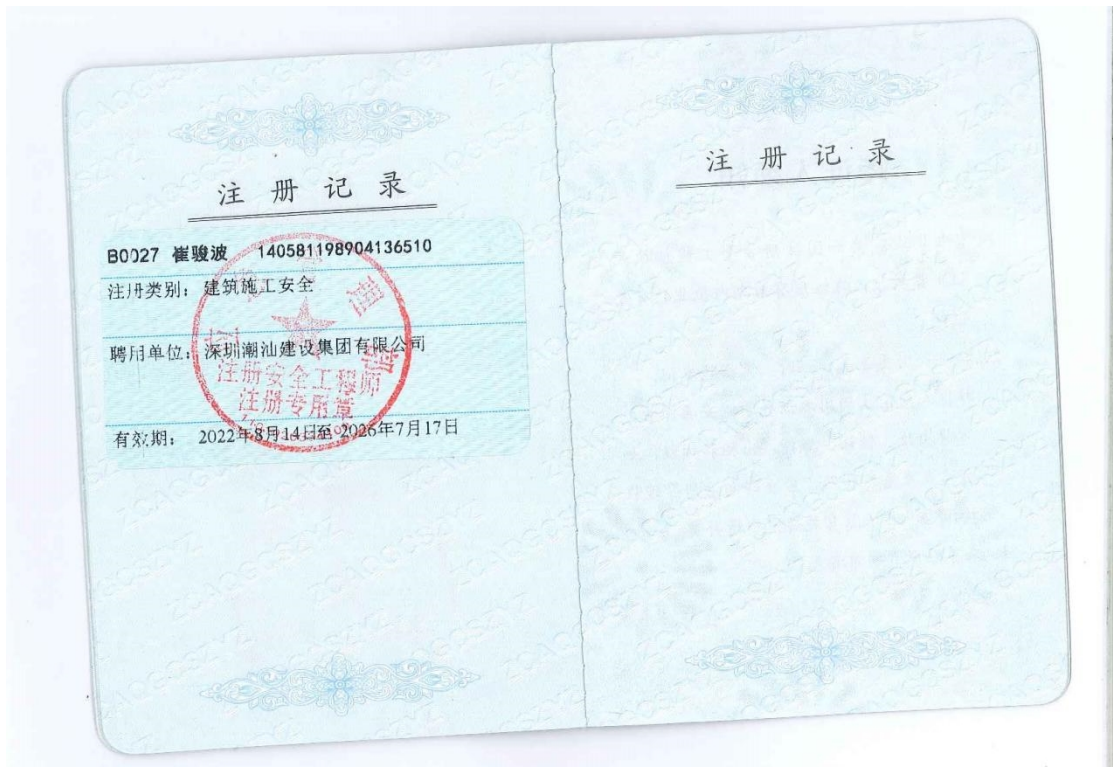 注册记录
B0027 崔骏波 140581198904136510
注册类别：建筑施工安全
聘用单位：深圳潮汕建设集团有限公司
注册安全工程师
注册专用章
有效期： 2022年8月14日至 2026年7月17日
注册记录